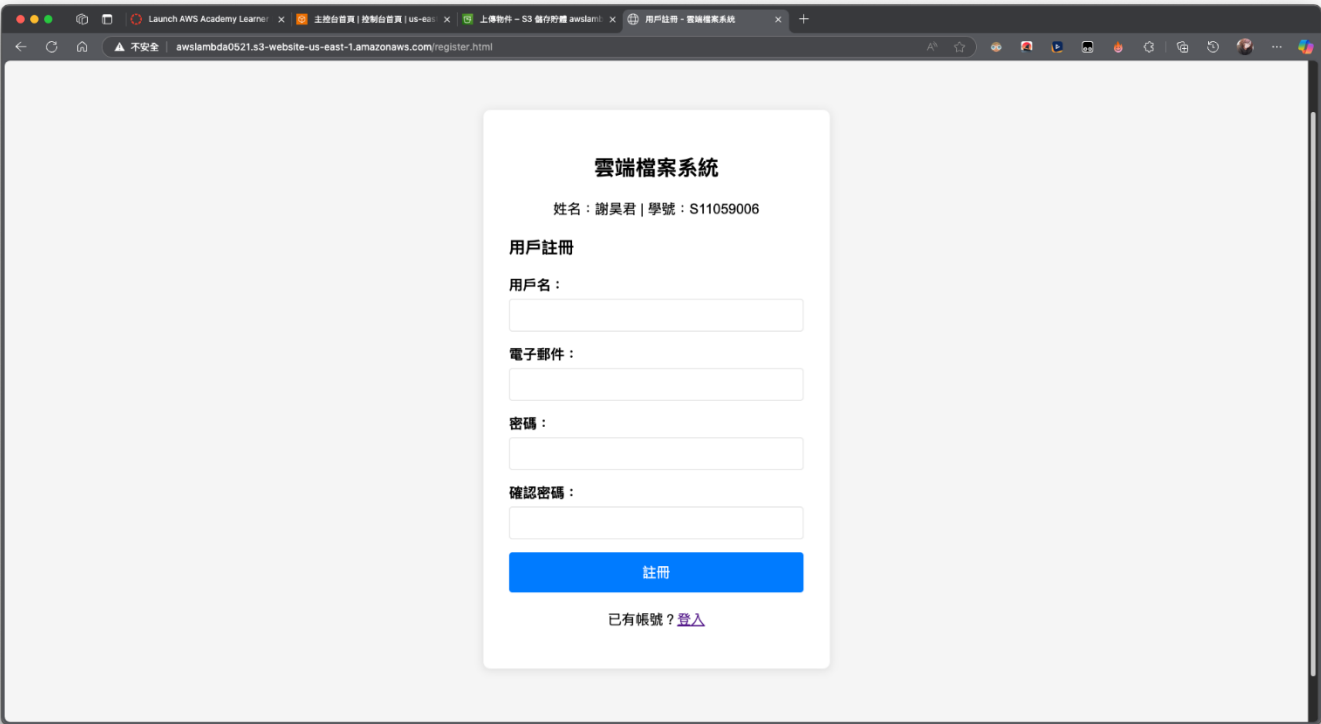 Launch AWS Academy Learner
主控台首頁 | 控制台首頁 | us-eas
上傳物件 – S3 儲存貯體 awslamb
用戶註冊 - 雲端檔案系統
不安全
awslambda0521.s3-website-us-east-1.amazonaws.com/register.html
雲端檔案系統
姓名：謝昊君 | 學號：S11059006
用戶註冊
用戶名：
電子郵件：
密碼：
確認密碼：
註冊
已有帳號？登入